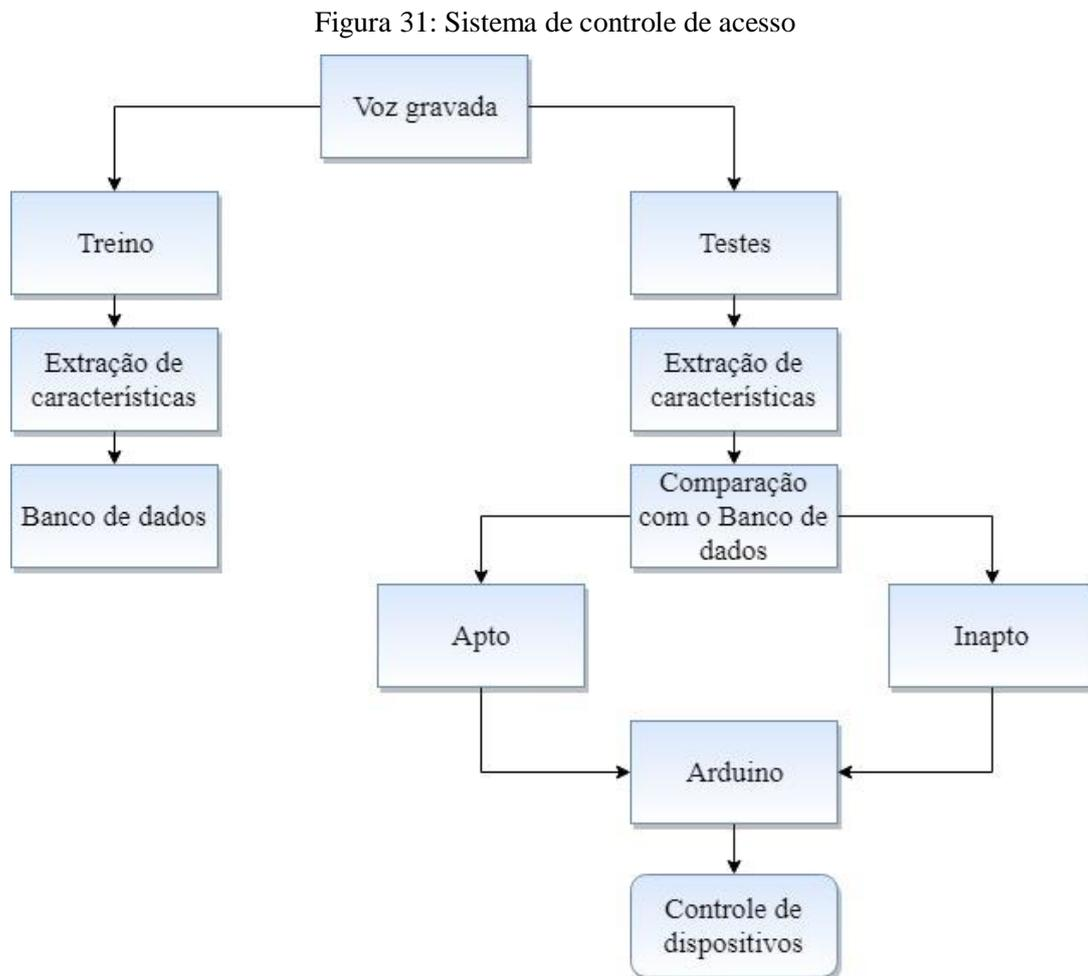 Figura 31: Sistema de controle de acesso
Voz gravada
Treino
Testes
Extração de
características
Extração de
características
Banco de dados
Comparação
com o Banco de
dados
Apto
Inapto
Arduino
Controle de
dispositivos